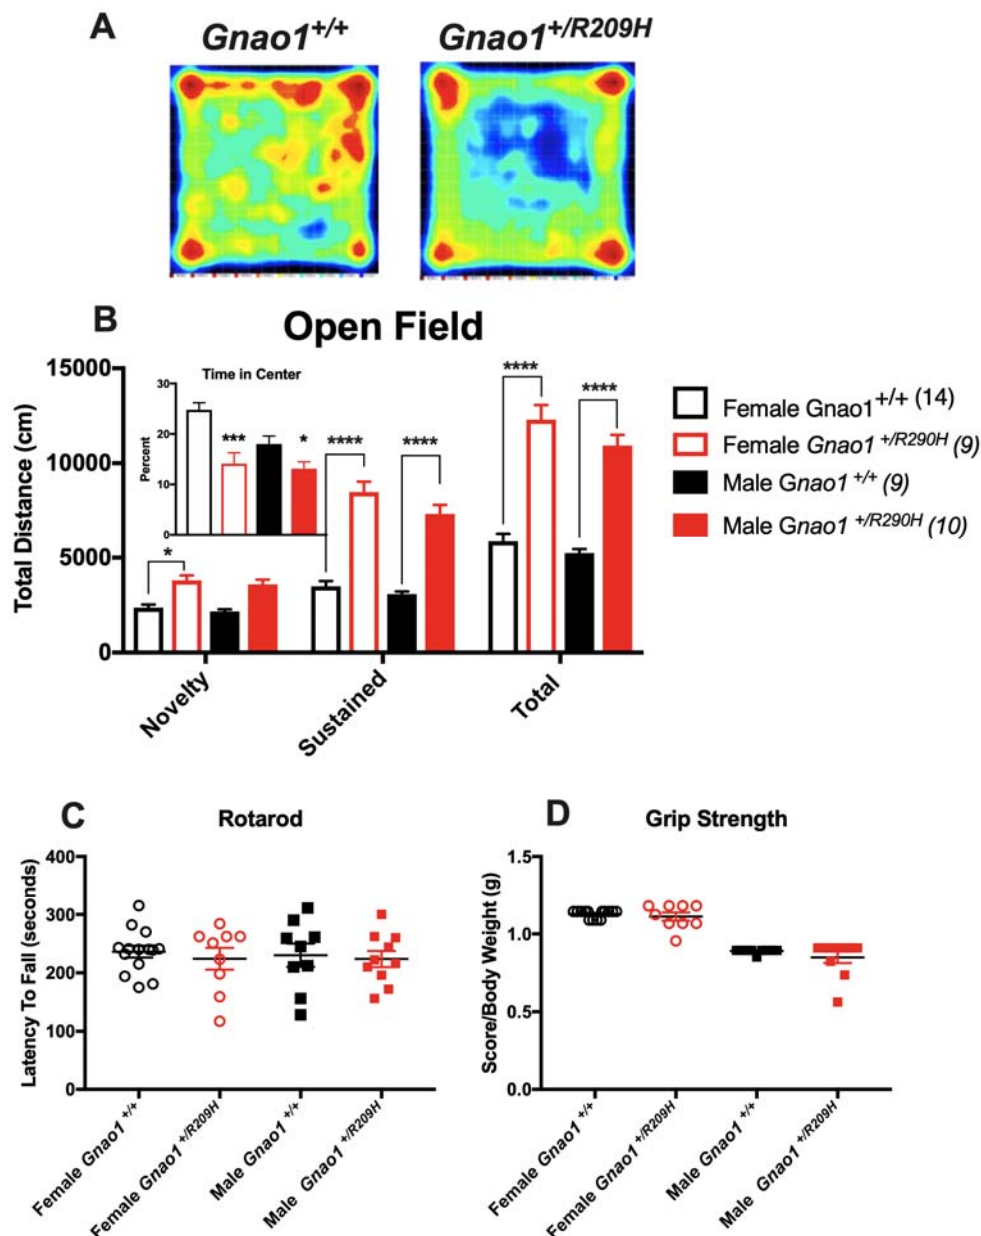 A
Gnao1+/+
Gnao1+/R209H
B
Open Field
Total Distance (cm)
15000
10000
5000
0
Time in Center
Percent
30
20
10
0
***
*
*
****
****
****
****
Novelty
Sustained
Total
Female Gnao1+/+ (14)
Female Gnao1 +/R290H (9)
Male Gnao1 +/+ (9)
Male Gnao1 +/R290H (10)
C
Rotarod
Latency To Fall (seconds)
400
300
200
100
0
Female Gnao1 +/+
Female Gnao1 +/R209H
Male Gnao1 +/+
Male Gnao1 +/R209H
D
Grip Strength
Score/Body Weight (g)
1.5
1.0
0.5
0.0
Female Gnao1 +/+
Female Gnao1 +/R209H
Male Gnao1 +/+
Male Gnao1 +/R209H